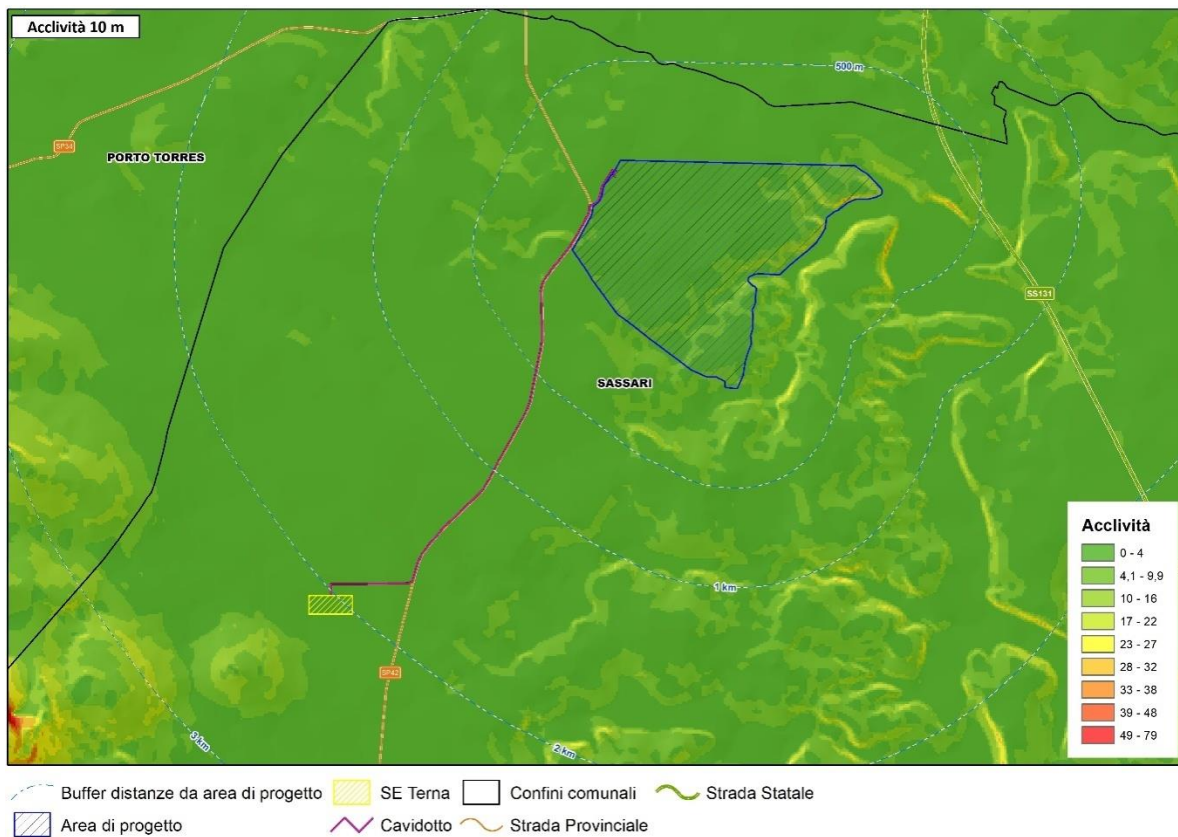 Acclività 10 m
500 m
SP34
PORTO TORRES
SS131
SASSARI
1 km
SP42
3 km
2 km
Acclività
0 - 4
4,1 - 9,9
10 - 16
17 - 22
23 - 27
28 - 32
33 - 38
39 - 48
49 - 79
Buffer distanze da area di progetto
SE Terna
Confini comunali
Strada Statale
Area di progetto
Cavidotto
Strada Provinciale